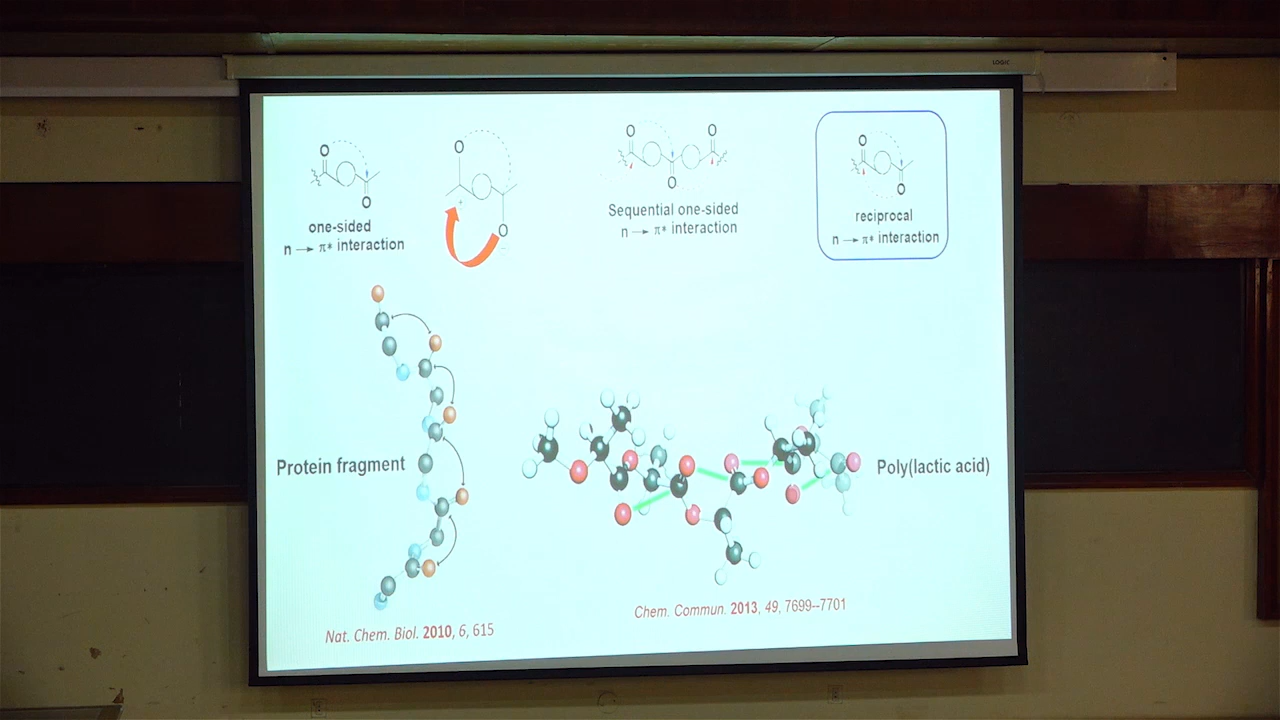 LOGIC
O
O
one-sided
n → π* interaction
O
O
O
O
O
Sequential one-sided
n → π* interaction
O
O
reciprocal
n → π* interaction
Protein fragment
Poly(lactic acid)
Nat. Chem. Biol. 2010, 6, 615
Chem. Commun. 2013, 49, 7699--7701